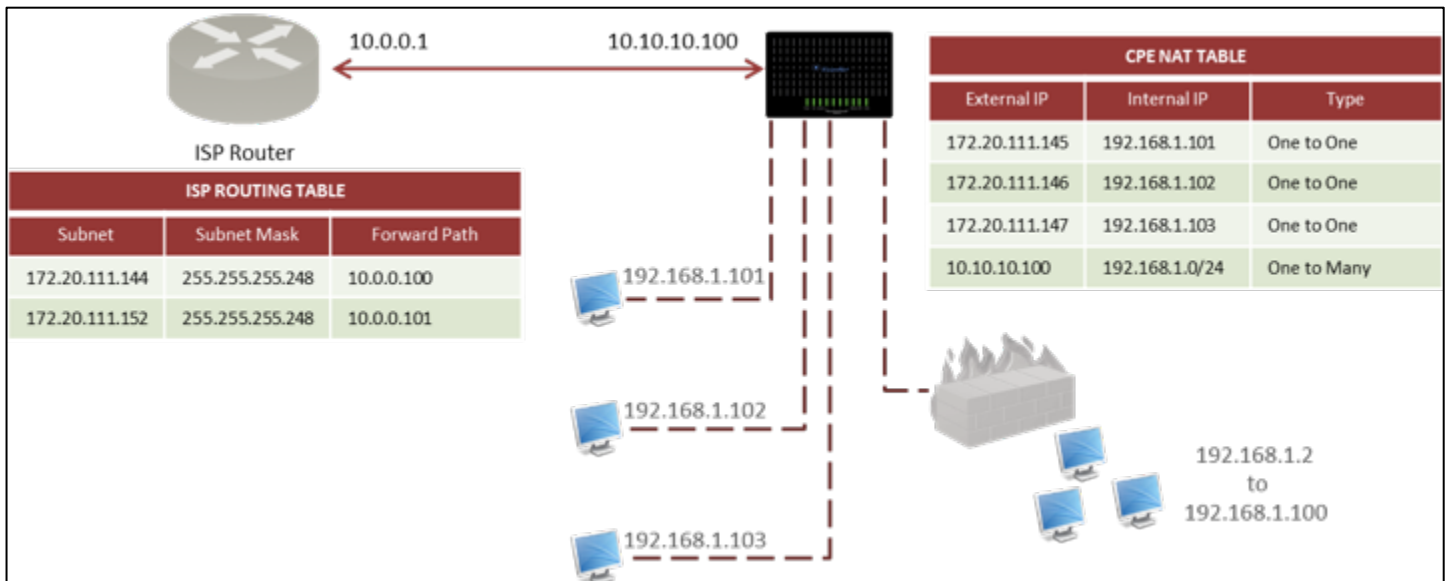 10.0.0.1
10.10.10.100
ISP Router
ISP ROUTING TABLE
Subnet Subnet Mask Forward Path
172.20.111.144 255.255.255.248 10.0.0.100
172.20.111.152 255.255.255.248 10.0.0.101
CPE NAT TABLE
External IP Internal IP Type
172.20.111.145 192.168.1.101 One to One
172.20.111.146 192.168.1.102 One to One
172.20.111.147 192.168.1.103 One to One
10.10.10.100 192.168.1.0/24 One to Many
192.168.1.101
192.168.1.102
192.168.1.103
192.168.1.2
to
192.168.1.100